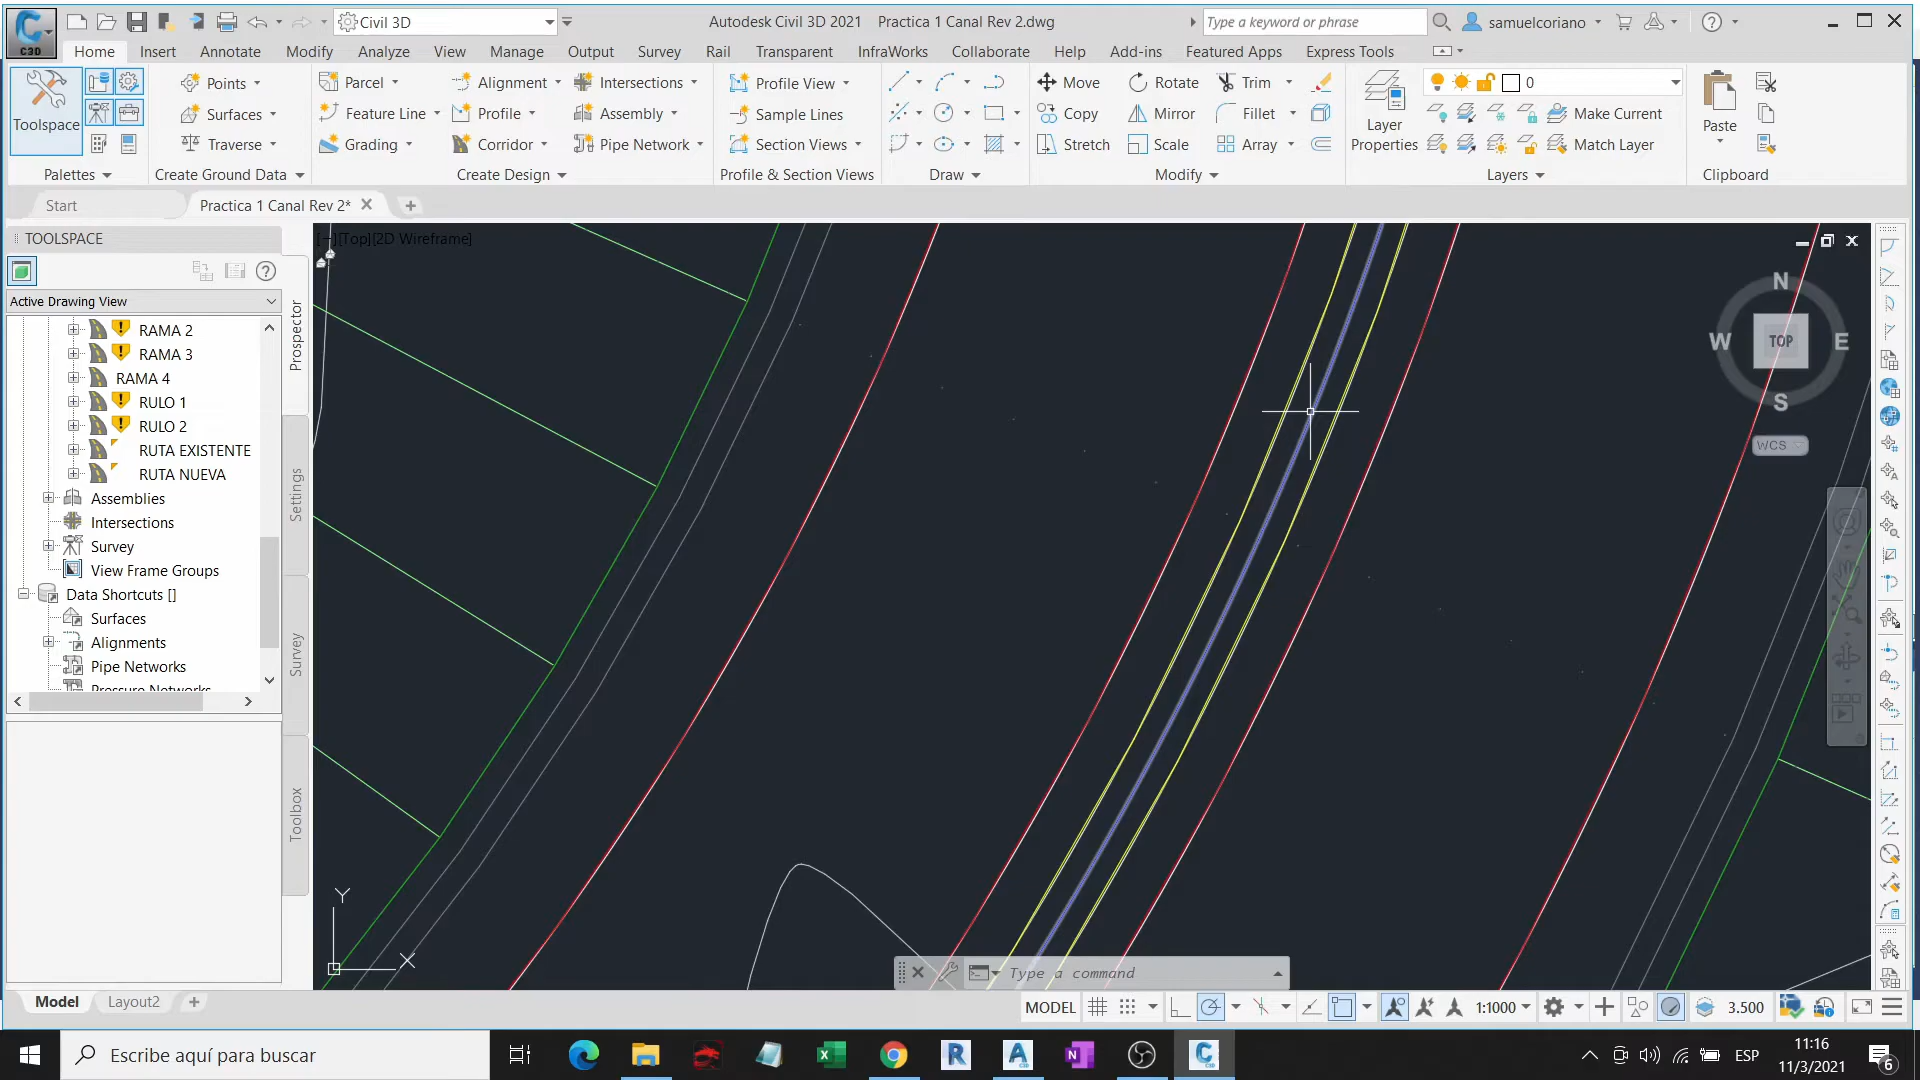 C3D
Civil 3D
Autodesk Civil 3D 2021 Practica 1 Canal Rev 2.dwg
Type a keyword or phrase
samuelcoriano
Home Insert Annotate Modify Analyze View Manage Output Survey Rail Transparent InfraWorks Collaborate Help Add-ins Featured Apps Express Tools
Toolspace
Points
Surfaces
Traverse
Parcel
Feature Line
Grading
Alignment
Profile
Corridor
Intersections
Assembly
Pipe Network
Profile View
Sample Lines
Section Views
Move
Copy
Stretch
Rotate
Mirror
Scale
Trim
Fillet
Array
Layer
Properties
0
Make Current
Match Layer
Paste
Palettes
Create Ground Data
Create Design
Profile & Section Views
Draw
Modify
Layers
Clipboard
Start
Practica 1 Canal Rev 2*
TOOLSPACE
Active Drawing View
RAMA 2
RAMA 3
RAMA 4
RULO 1
RULO 2
RUTA EXISTENTE
RUTA NUEVA
Assemblies
Intersections
Survey
View Frame Groups
Data Shortcuts []
Surfaces
Alignments
Pipe Networks
Pressure Networks
Prospector
Settings
Survey
Toolbox
[−][Top][2D Wireframe]
N
W
TOP
E
S
WCS
Y
X
Type a command
Model
Layout2
MODEL
1:1000
3.500
Escribe aquí para buscar
ESP
11:16
11/3/2021
6